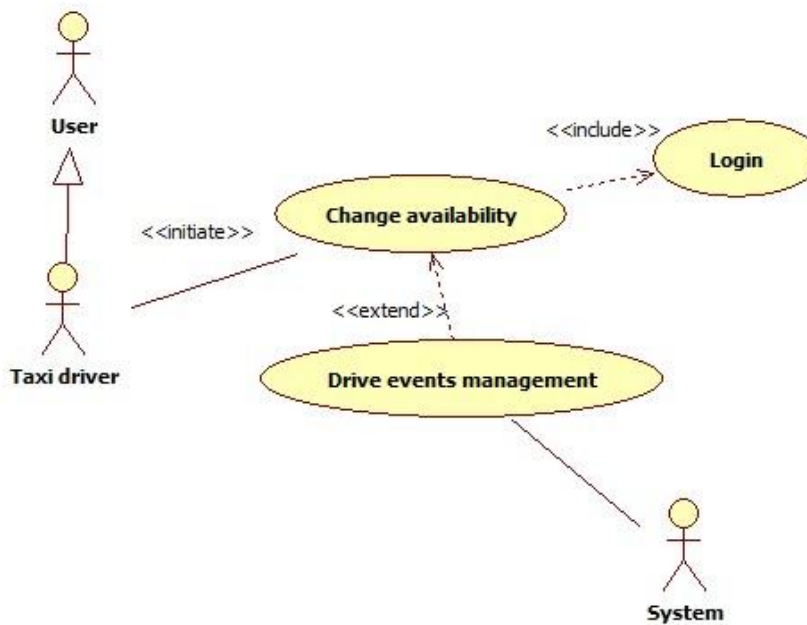 User
<<include>>
Login
Change availability
<<initiate>>
<<extend>>
Taxi driver
Drive events management
System